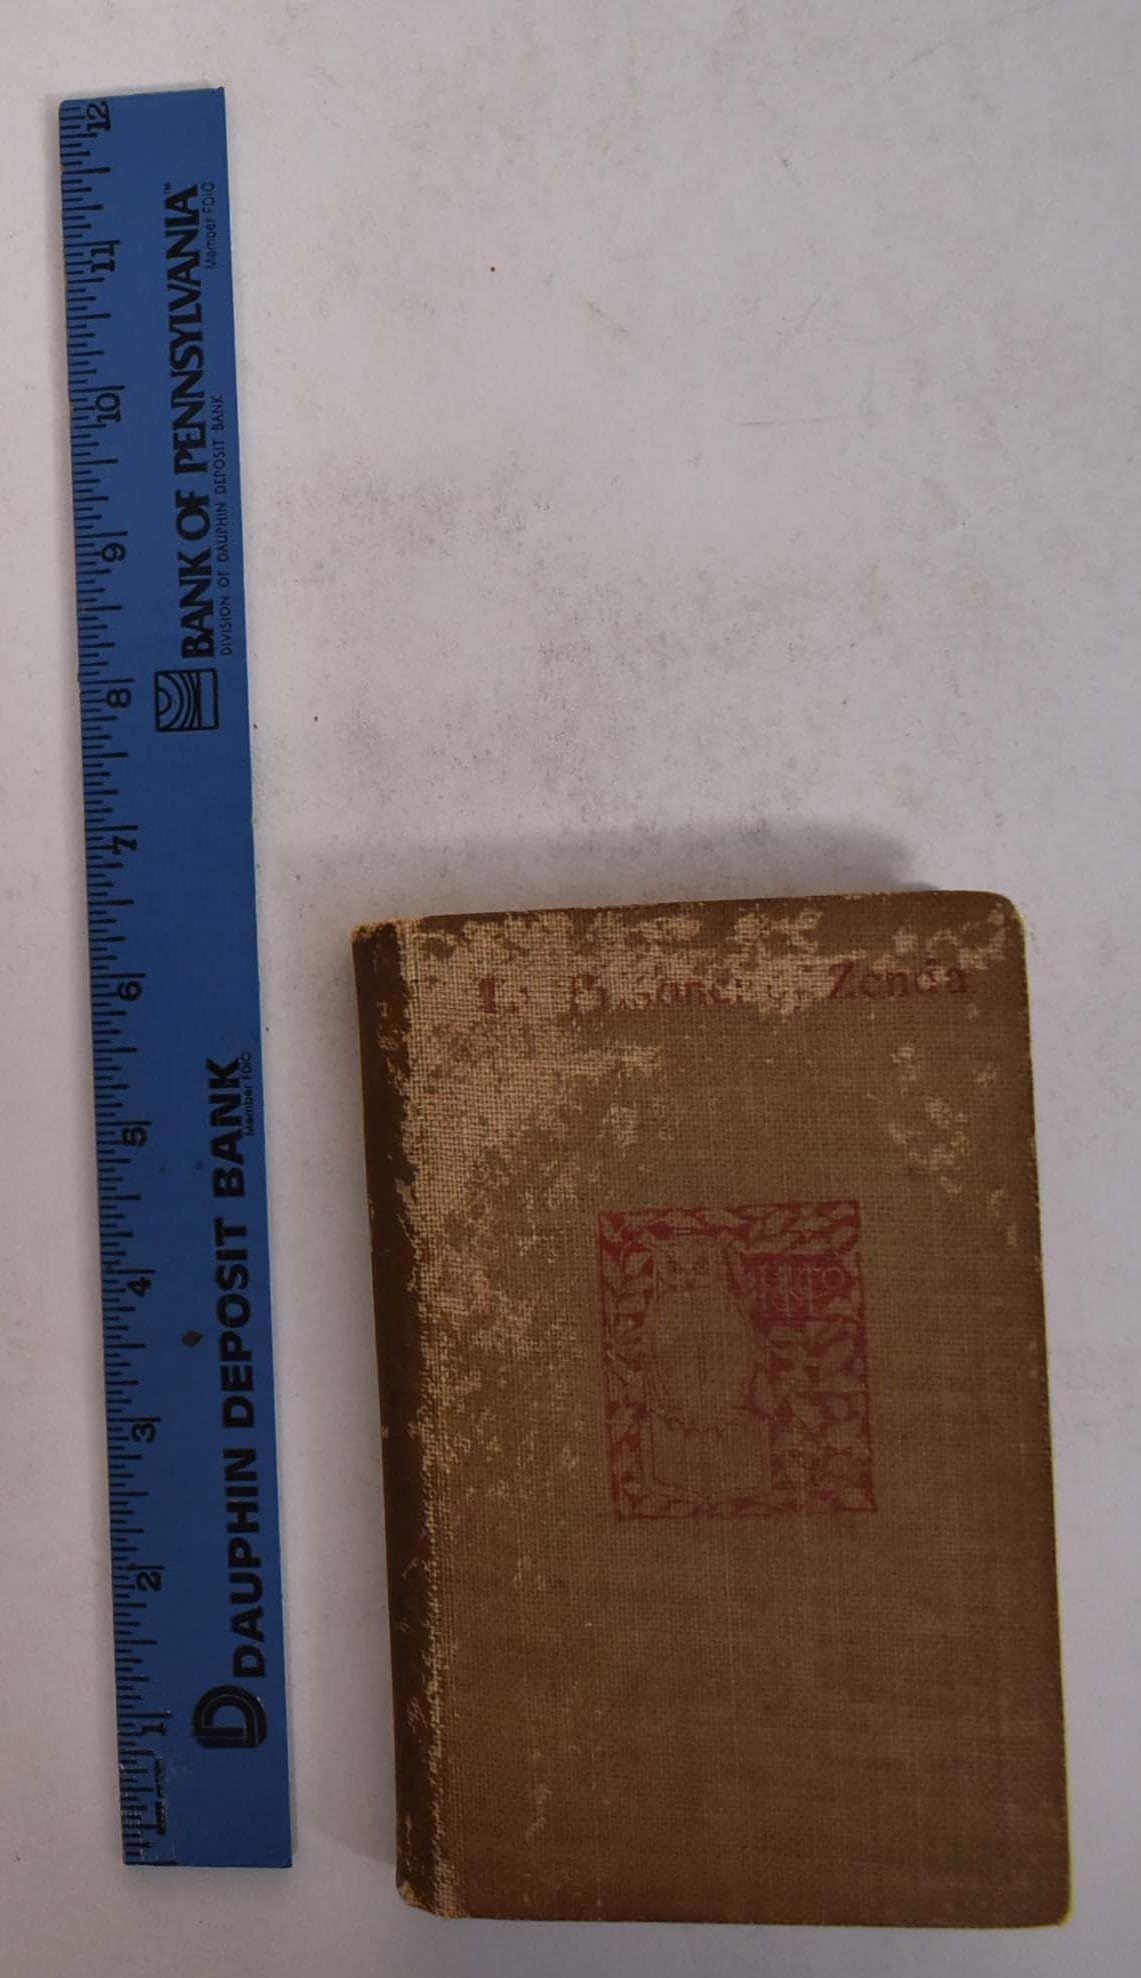 DAUPHIN DEPOSIT BANK
Member FDIC
BANK OF PENNSYLVANIA™
Member FDIC
DIVISION OF DAUPHIN DEPOSIT BANK
1 2 3 4 5 6 7 8 9 10 11 12
Zenda